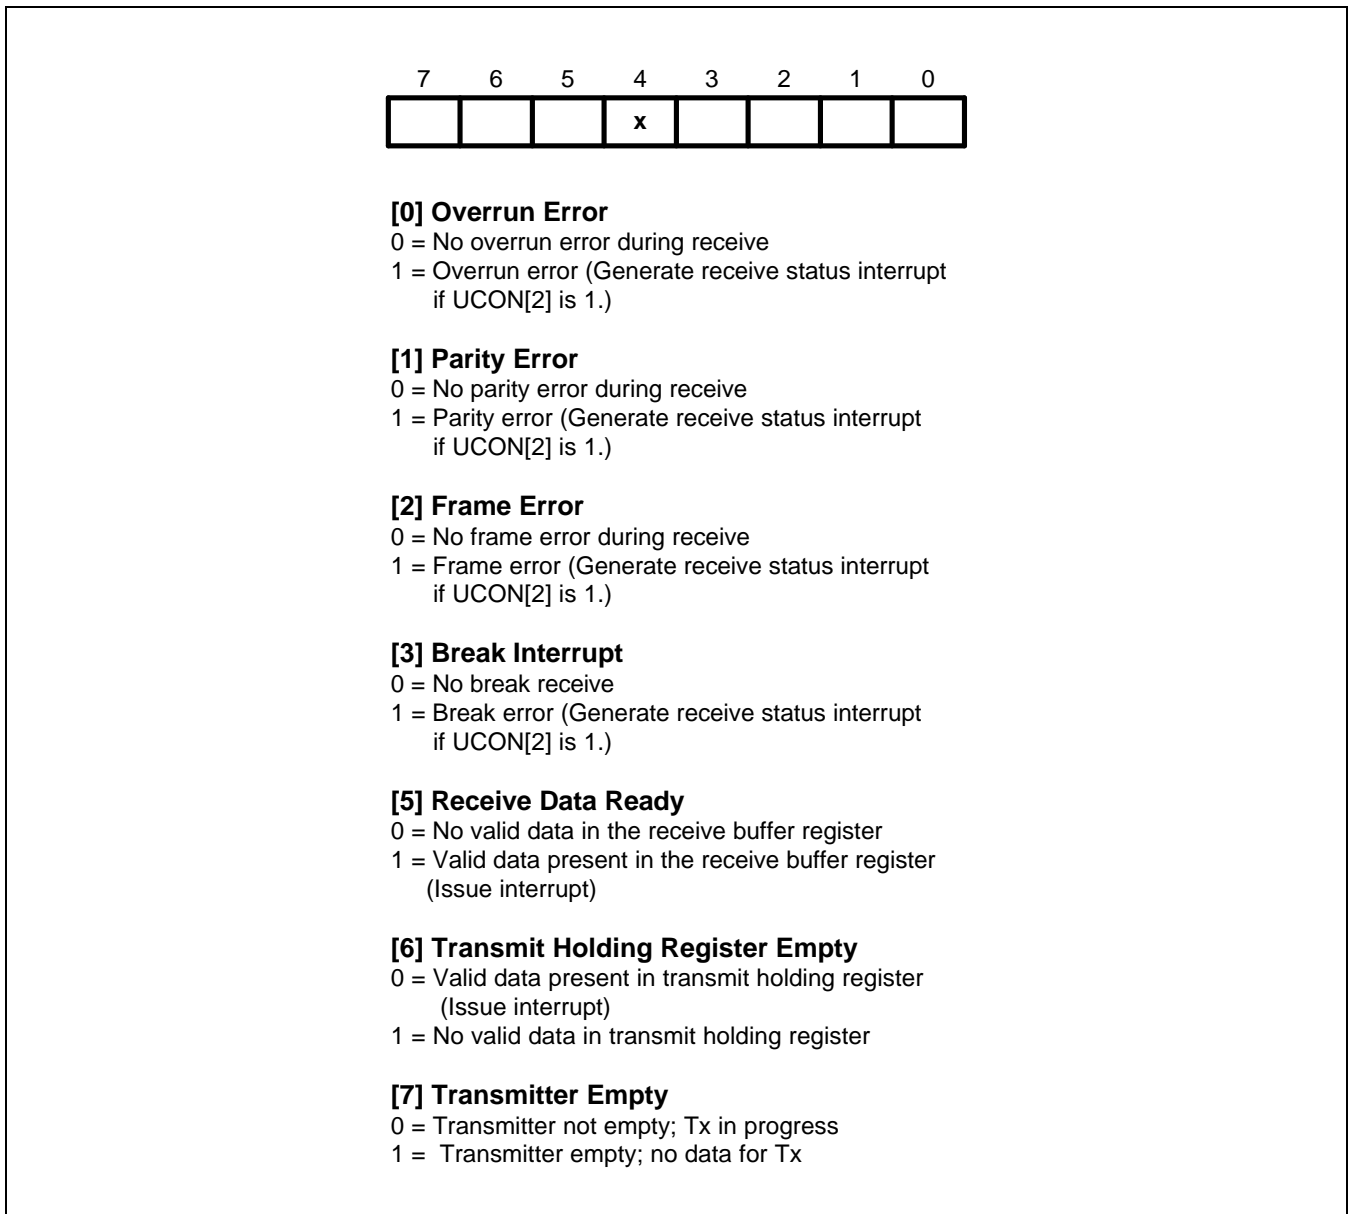 7 6 5 4 3 2 1 0
x
[0] Overrun Error
0 = No overrun error during receive
1 = Overrun error (Generate receive status interrupt
if UCON[2] is 1.)
[1] Parity Error
0 = No parity error during receive
1 = Parity error (Generate receive status interrupt
if UCON[2] is 1.)
[2] Frame Error
0 = No frame error during receive
1 = Frame error (Generate receive status interrupt
if UCON[2] is 1.)
[3] Break Interrupt
0 = No break receive
1 = Break error (Generate receive status interrupt
if UCON[2] is 1.)
[5] Receive Data Ready
0 = No valid data in the receive buffer register
1 = Valid data present in the receive buffer register
(Issue interrupt)
[6] Transmit Holding Register Empty
0 = Valid data present in transmit holding register
(Issue interrupt)
1 = No valid data in transmit holding register
[7] Transmitter Empty
0 = Transmitter not empty; Tx in progress
1 = Transmitter empty; no data for Tx